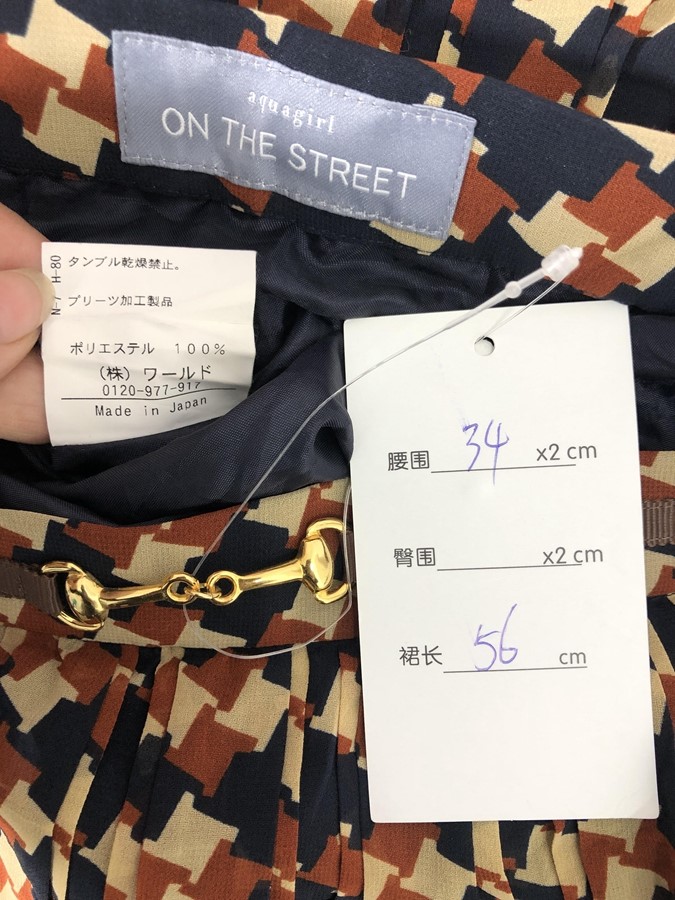 aquagirl
ON THE STREET
N-7 H-80
タンブル乾燥禁止。
プリーツ加工製品
ポリエステル 100%
(株) ワールド
0120-977-917
Made in Japan
腰围 34 x2 cm
臀围 x2 cm
裙长 56 cm